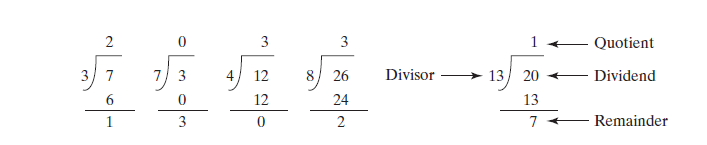 2 0 3 3 1 Quotient
3 7 7 3 4 12 8 26 Divisor 13 20 Dividend
6 0 12 24 13
1 3 0 2 7 Remainder